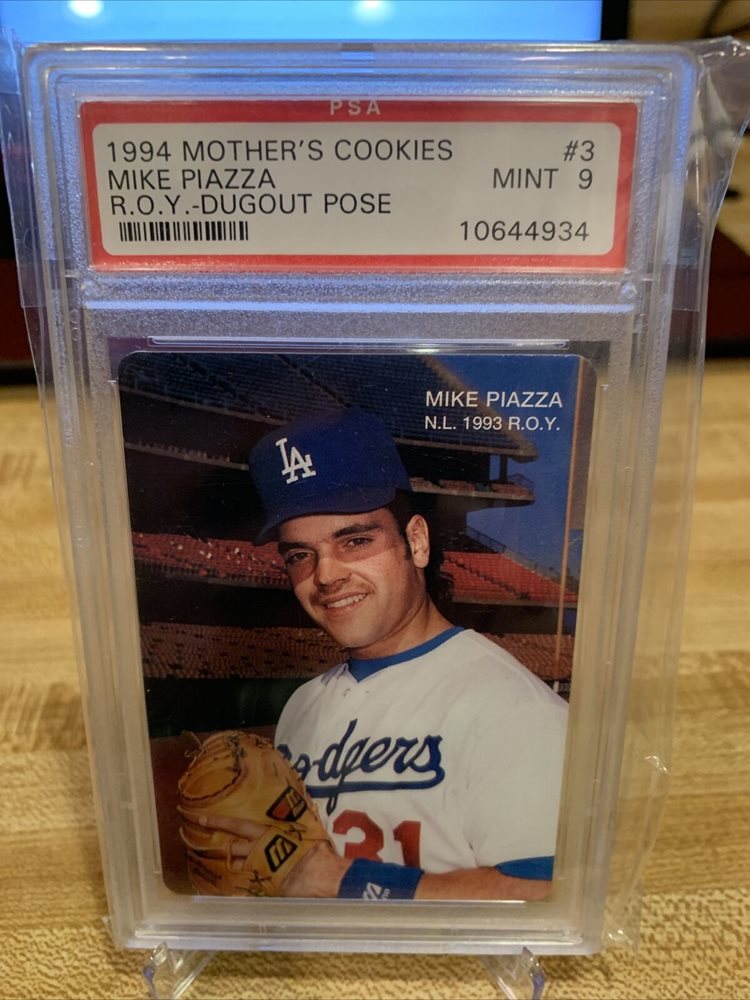 PSA
1994 MOTHER'S COOKIES #3
MIKE PIAZZA MINT 9
R.O.Y.-DUGOUT POSE
10644934
MIKE PIAZZA
N.L. 1993 R.O.Y.
LA
Dodgers
31